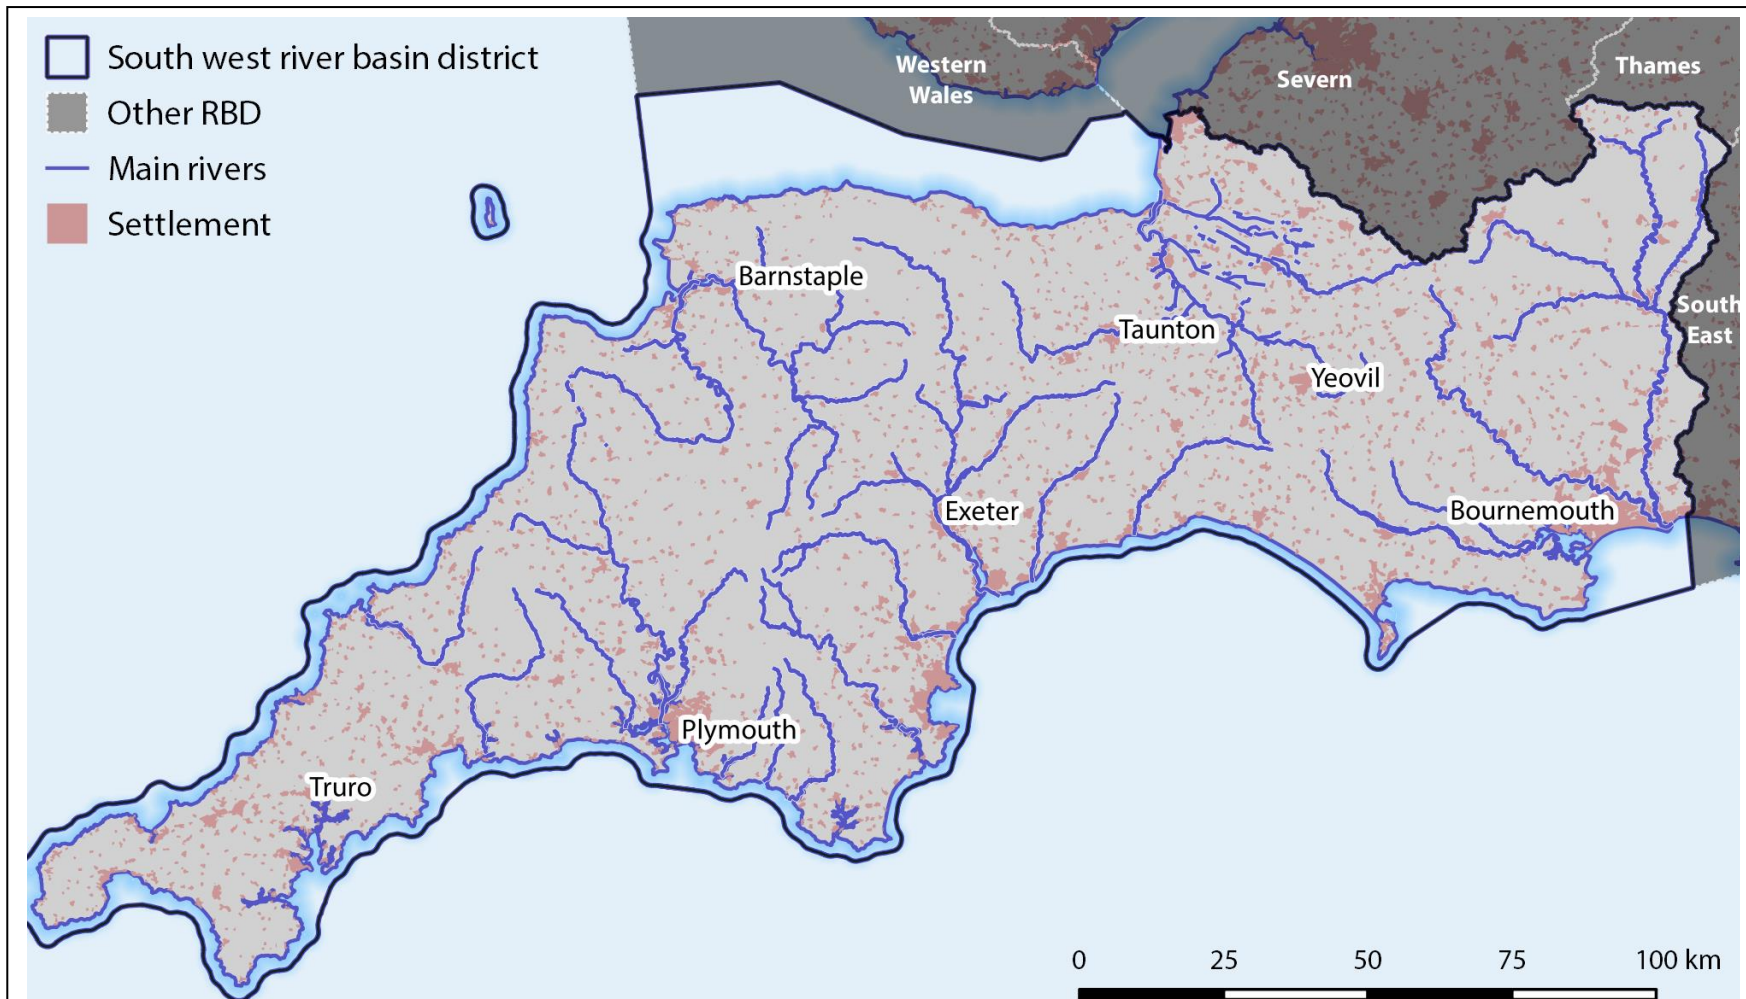 South west river basin district
Other RBD
Main rivers
Settlement
Western
Wales
Severn
Thames
South
East
Barnstaple
Taunton
Yeovil
Exeter
Bournemouth
Plymouth
Truro
0 25 50 75 100 km